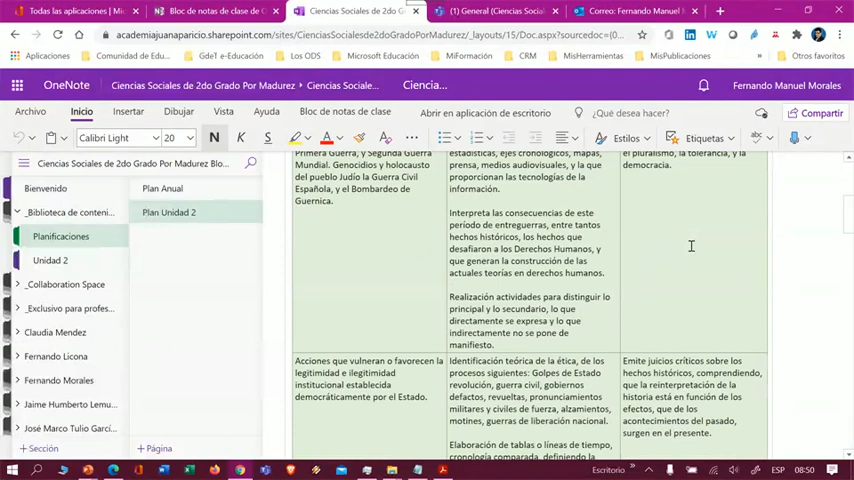 Todas las aplicaciones | Mic
Bloc de notas de clase de O
Ciencias Sociales de 2do Grad
(1) General (Ciencias Social
Correo: Fernando Manuel M
academiajuanaparicio.sharepoint.com/sites/CienciasSocialesde2doGradoPorMadurez/_layouts/15/Doc.aspx?sourcedoc={0...
Aplicaciones
Comunidad de Edu...
GdeT e-Education
Los ODS
Microsoft Education
MiFormación
CRM
MisHerramientas
MisPublicaciones
Otros favoritos
OneNote
Ciencias Sociales de 2do Grado Por Madurez
Ciencias Sociale...
Ciencia...
Fernando Manuel Morales
Archivo
Inicio
Insertar
Dibujar
Vista
Ayuda
Bloc de notas de clase
Abrir en aplicación de escritorio
¿Qué desea hacer?
Compartir
Calibri Light
20
N
K
S
A
Estilos
Etiquetas
Ciencias Sociales de 2do Grado Por Madurez Blo...
Bienvenido
_Biblioteca de conteni...
Planificaciones
Unidad 2
_Collaboration Space
_Exclusivo para profes...
Claudia Mendez
Fernando Licona
Fernando Morales
Jaime Humberto Lemu...
José Marco Tulio Garcí...
Sección
Plan Anual
Plan Unidad 2
Página
Primera Guerra, y Segunda Guerra
Mundial. Genocidios y holocausto
del pueblo Judío la Guerra Civil
Española, y el Bombardeo de
Guernica.
estadísticas, ejes cronológicos, mapas,
prensa, medios audiovisuales, y la que
proporcionan las tecnologías de la
información.
Interpreta las consecuencias de este
período de entreguerras, entre tantos
hechos históricos, los hechos que
desafiaron a los Derechos Humanos, y
que generan la construcción de las
actuales teorías en derechos humanos.
Realización actividades para distinguir lo
principal y lo secundario, lo que
directamente se expresa y lo que
indirectamente no se pone de
manifiesto.
el pluralismo, la tolerancia, y la
democracia.
Acciones que vulneran o favorecen la
legitimidad e ilegitimidad
institucional establecida
democráticamente por el Estado.
Identificación teórica de la ética, de los
procesos siguientes: Golpes de Estado
revolución, guerra civil, gobiernos
defactos, revueltas, pronunciamientos
militares y civiles de fuerza, alzamientos,
motines, guerras de liberación nacional.
Elaboración de tablas o líneas de tiempo,
cronología comparada, definiendo la
Emite juicios críticos sobre los
hechos históricos, comprendiendo,
que la reinterpretación de la
historia está en función de los
efectos, que de los
acontecimientos del pasado,
surgen en el presente.
Escritorio
ESP
08:50